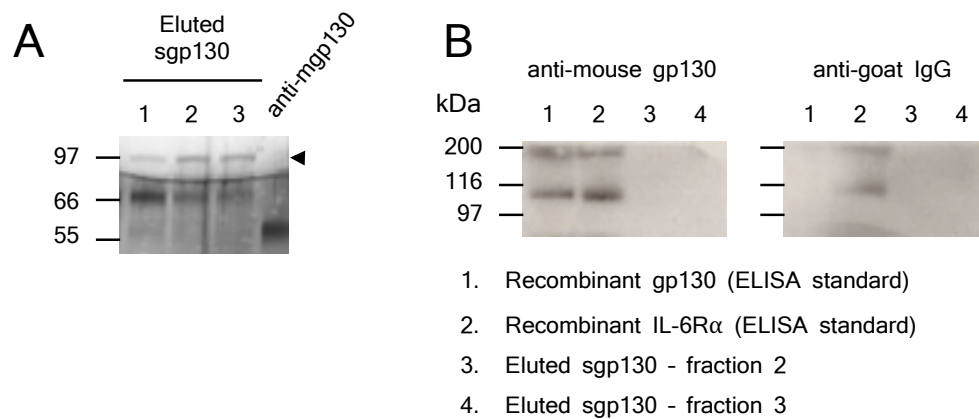 A
Eluted
sgp130
anti-mgp130
1 2 3
97
66
55
B
anti-mouse gp130
anti-goat IgG
kDa
1 2 3 4
1 2 3 4
200
116
97
1. Recombinant gp130 (ELISA standard)
2. Recombinant IL-6Rα (ELISA standard)
3. Eluted sgp130 – fraction 2
4. Eluted sgp130 – fraction 3